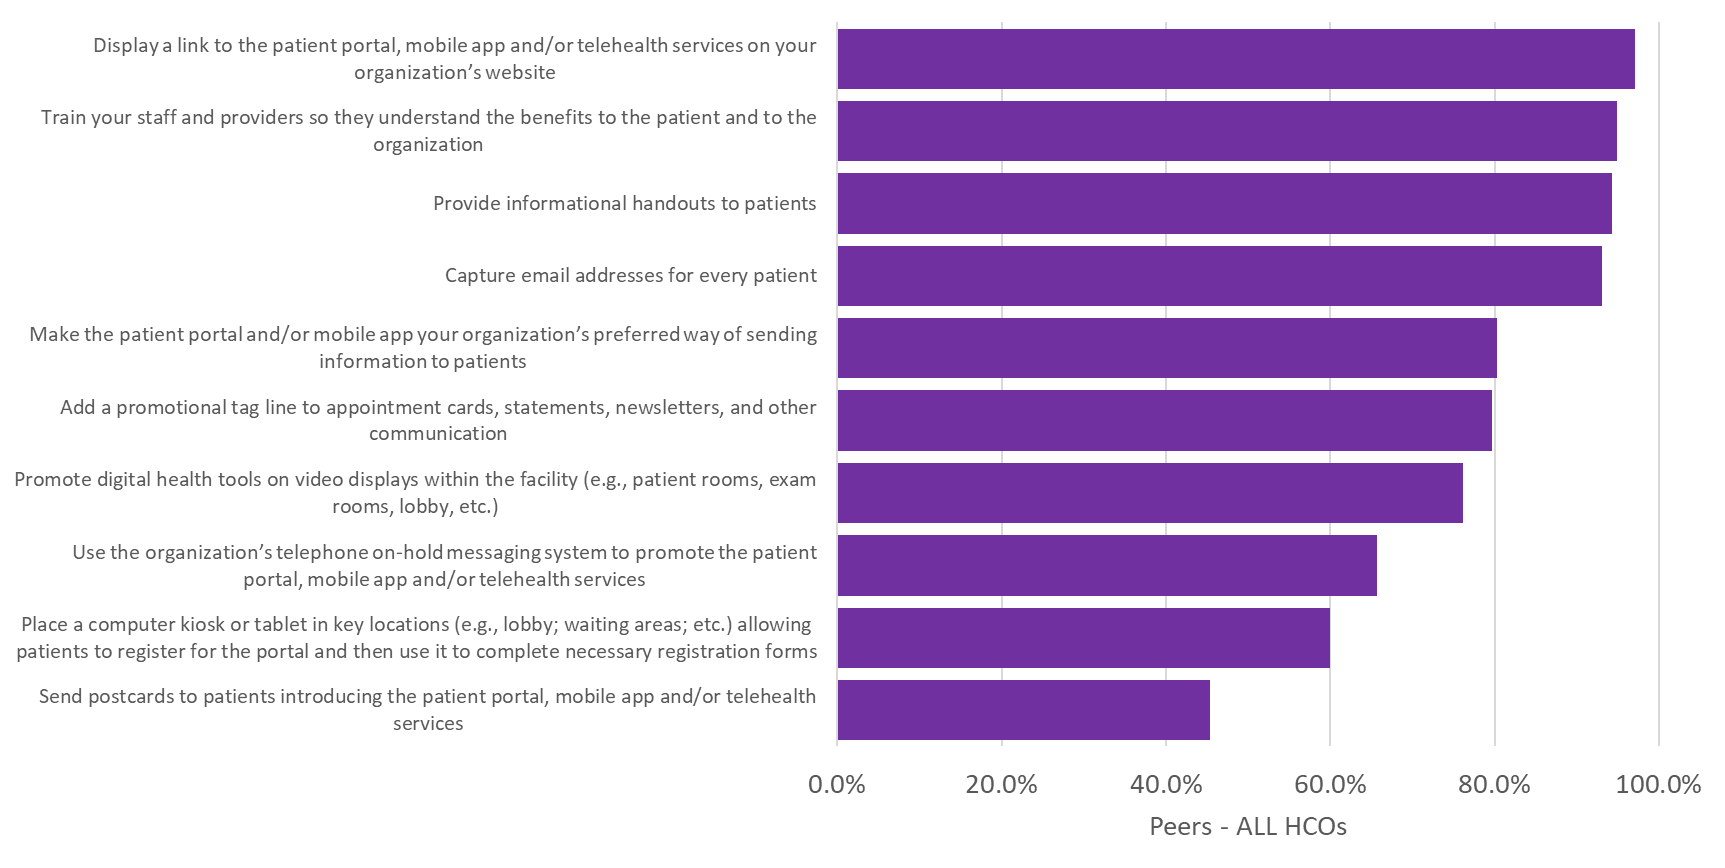 Display a link to the patient portal, mobile app and/or telehealth services on your
organization’s website
Train your staff and providers so they understand the benefits to the patient and to the
organization
Provide informational handouts to patients
Capture email addresses for every patient
Make the patient portal and/or mobile app your organization’s preferred way of sending
information to patients
Add a promotional tag line to appointment cards, statements, newsletters, and other
communication
Promote digital health tools on video displays within the facility (e.g., patient rooms, exam
rooms, lobby, etc.)
Use the organization’s telephone on-hold messaging system to promote the patient
portal, mobile app and/or telehealth services
Place a computer kiosk or tablet in key locations (e.g., lobby; waiting areas; etc.) allowing
patients to register for the portal and then use it to complete necessary registration forms
Send postcards to patients introducing the patient portal, mobile app and/or telehealth
services
0.0% 20.0% 40.0% 60.0% 80.0% 100.0%
Peers - ALL HCOs